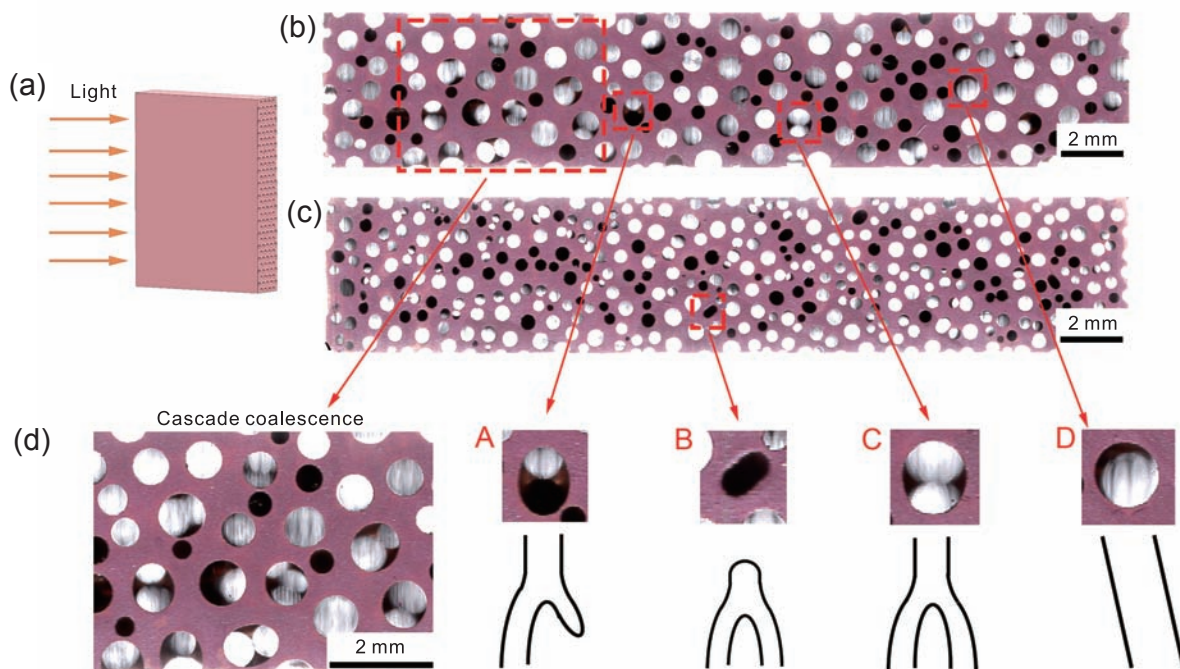 (a)
Light
(b)
2 mm
(c)
2 mm
(d)
Cascade coalescence
2 mm
A
B
C
D